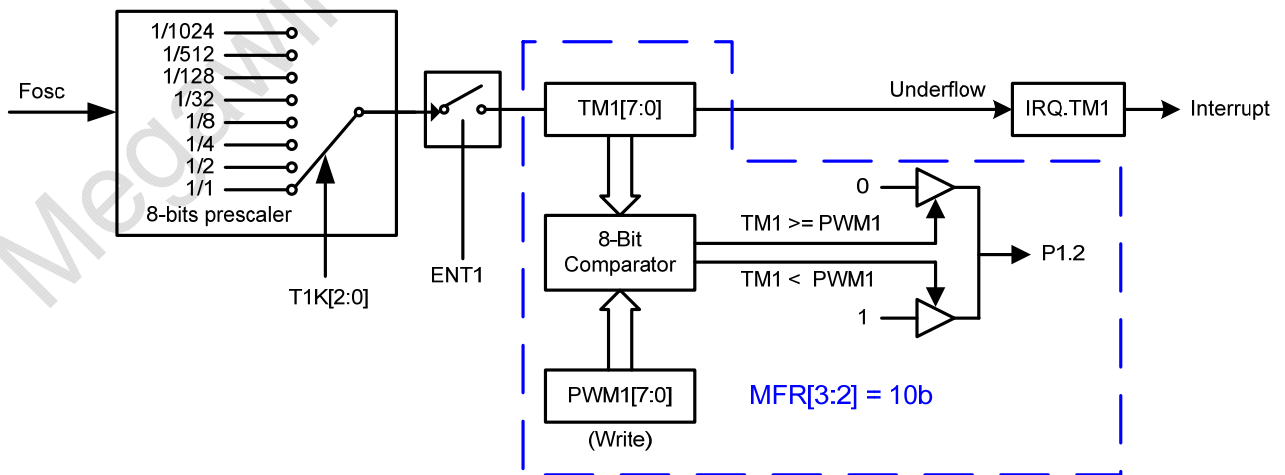 1/1024
1/512
1/128
1/32
1/8
1/4
1/2
1/1
8-bits prescaler
Fosc
T1K[2:0]
ENT1
TM1[7:0]
Underflow
IRQ.TM1
Interrupt
8-Bit
Comparator
TM1 >= PWM1
TM1 < PWM1
0
1
P1.2
PWM1[7:0]
(Write)
MFR[3:2] = 10b